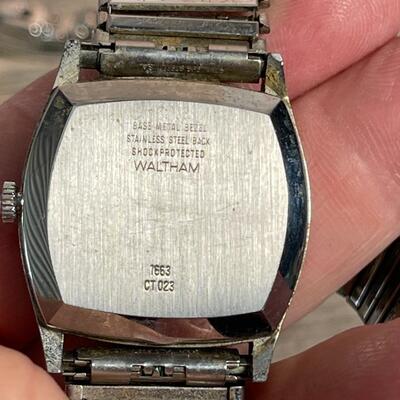 BASE METAL BEZEL
STAINLESS STEEL BACK
SHOCKPROTECTED
WALTHAM
7663
CT 023